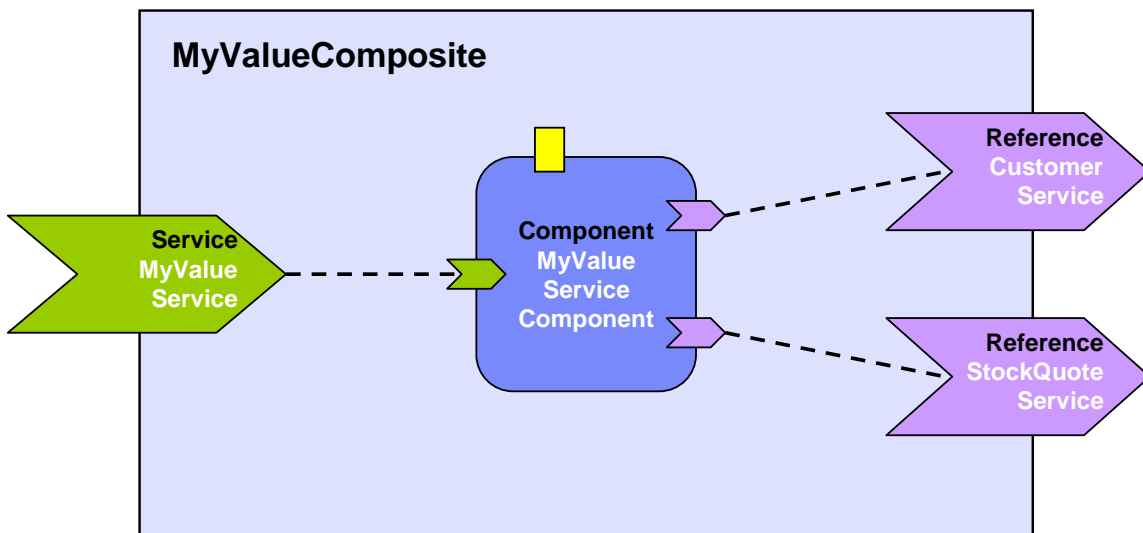 MyValueComposite
Service
MyValue
Service
Component
MyValue
Service
Component
Reference
Customer
Service
Reference
StockQuote
Service